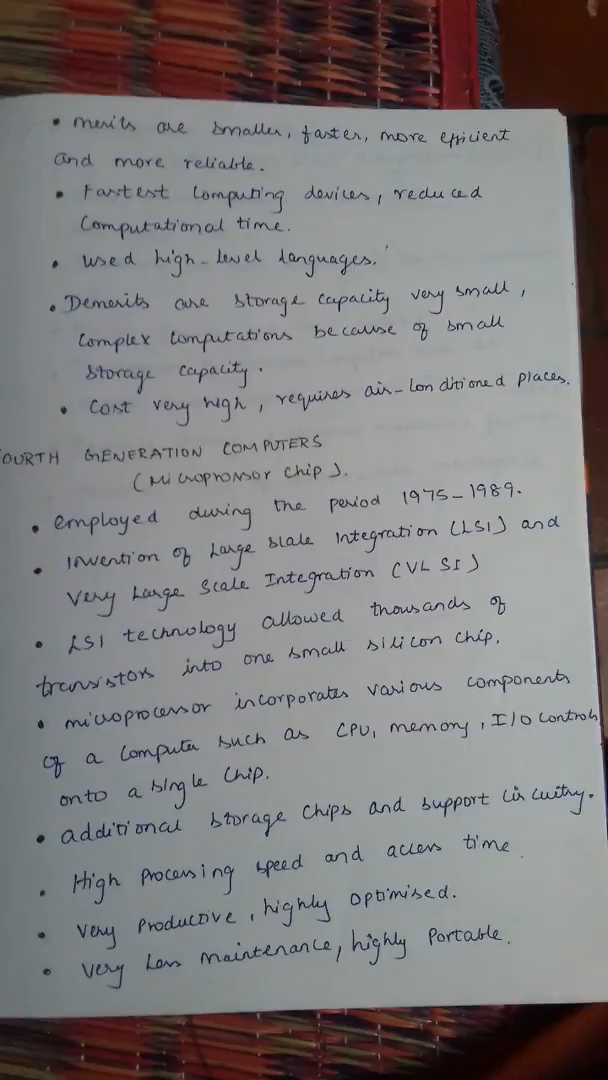 • merits are smaller, faster, more efficient
and more reliable.
• Fastest computing devices, reduced
computational time.
• used high-level languages.
• Demerits are storage capacity very small,
complex computations because of small
storage capacity.
• cost very high, requires air-conditioned places.
OURTH GENERATION COMPUTERS
(Microprons​or chip).
• employed during the period 1975-1989.
• invention of Large scale Integration (LSI) and
very Large Scale Integration (VLSI)
• LSI technology allowed thousands of
transistors into one small silicon chip.
• microprocessor incorporates various components
of a computer such as CPU, memory, I/O controls
onto a single chip.
• additional storage chips and support circuitry.
• High processing speed and access time.
• very productive, highly optimised.
• very less maintenance, highly portable.